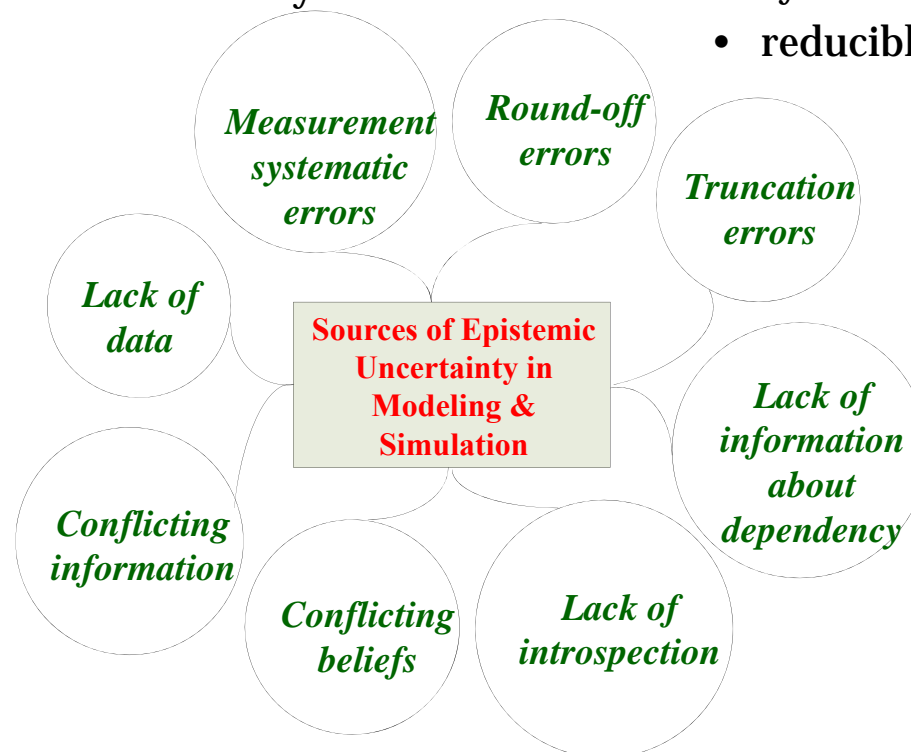 • reducibl
Measurement
systematic
errors
Round-off
errors
Truncation
errors
Lack of
data
Sources of Epistemic
Uncertainty in
Modeling &
Simulation
Lack of
information
about
dependency
Conflicting
information
Conflicting
beliefs
Lack of
introspection